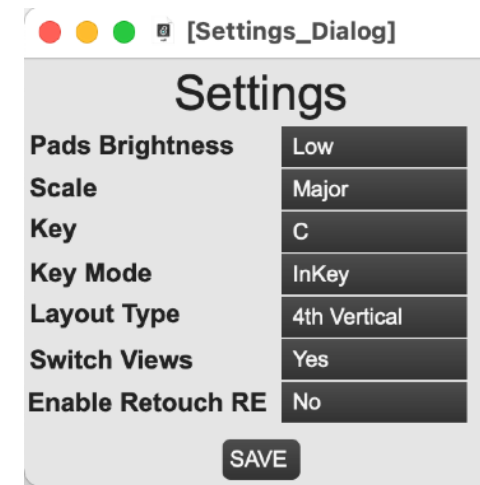 [Settings_Dialog]
Settings
Pads Brightness Low
Scale Major
Key C
Key Mode InKey
Layout Type 4th Vertical
Switch Views Yes
Enable Retouch RE No
SAVE